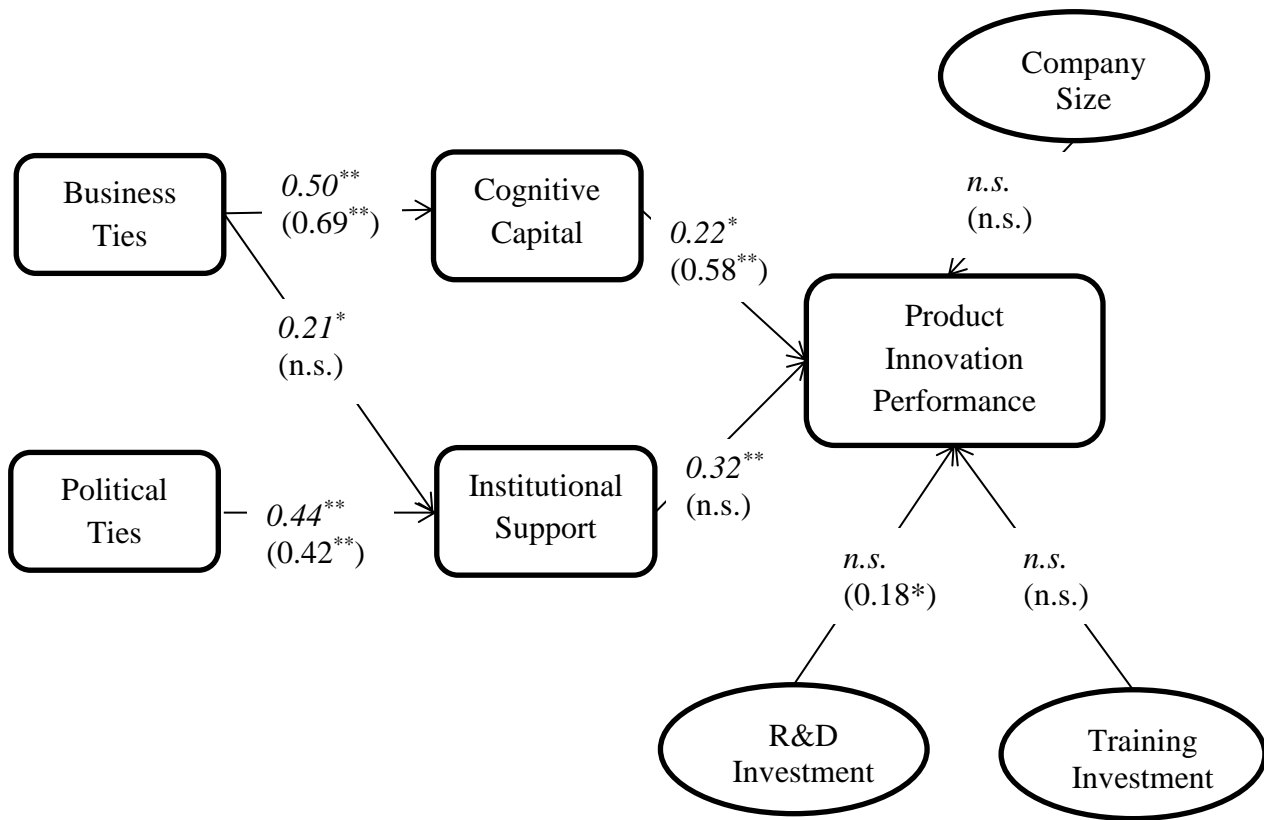 Company
Size
n.s.
(n.s.)
Business
Ties
0.50**
(0.69**)
Cognitive
Capital
0.22*
(0.58**)
0.21*
(n.s.)
Product
Innovation
Performance
Political
Ties
0.44**
(0.42**)
Institutional
Support
0.32**
(n.s.)
n.s.
(0.18*)
n.s.
(n.s.)
R&D
Investment
Training
Investment